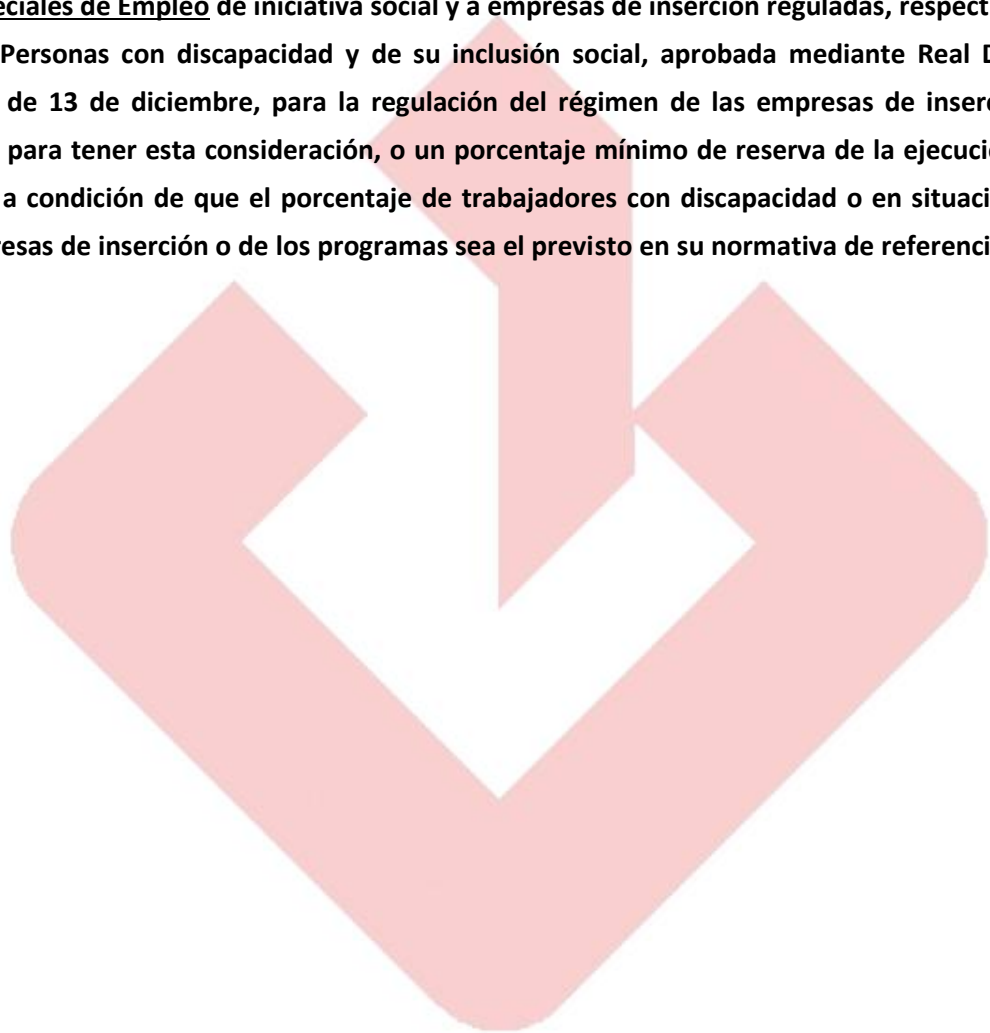 eciales de Empleo de iniciativa social y a empresas de inserción reguladas, respect
Personas con discapacidad y de su inclusión social, aprobada mediante Real D
de 13 de diciembre, para la regulación del régimen de las empresas de inser
para tener esta consideración, o un porcentaje mínimo de reserva de la ejecuci
a condición de que el porcentaje de trabajadores con discapacidad o en situaci
resas de inserción o de los programas sea el previsto en su normativa de referenci